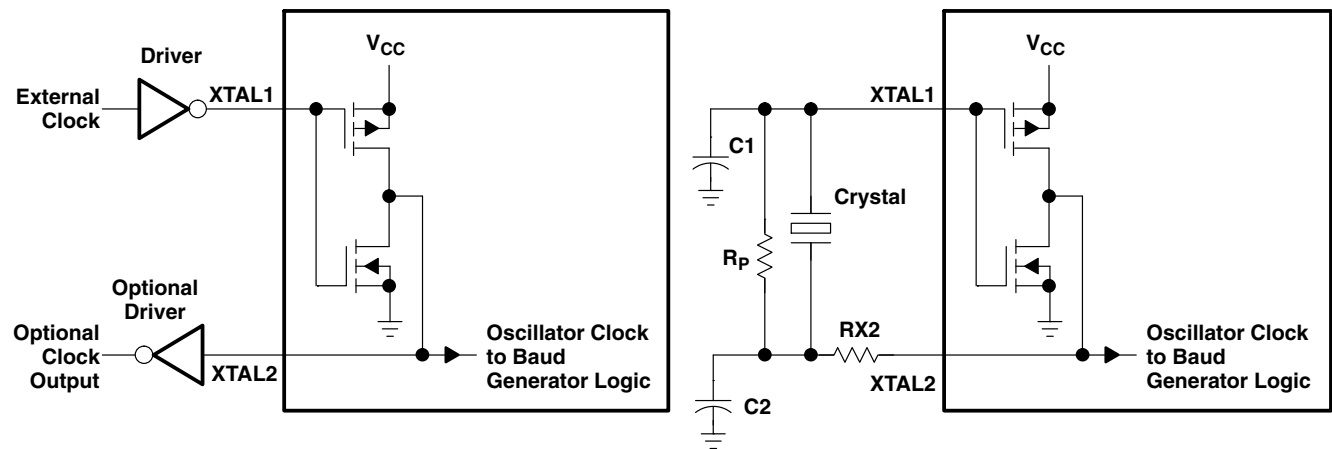 Driver
External
Clock
XTAL1
VCC
Optional
Driver
Optional
Clock
Output
XTAL2
Oscillator Clock
to Baud
Generator Logic
VCC
XTAL1
C1
Crystal
RP
RX2
XTAL2
C2
Oscillator Clock
to Baud
Generator Logic